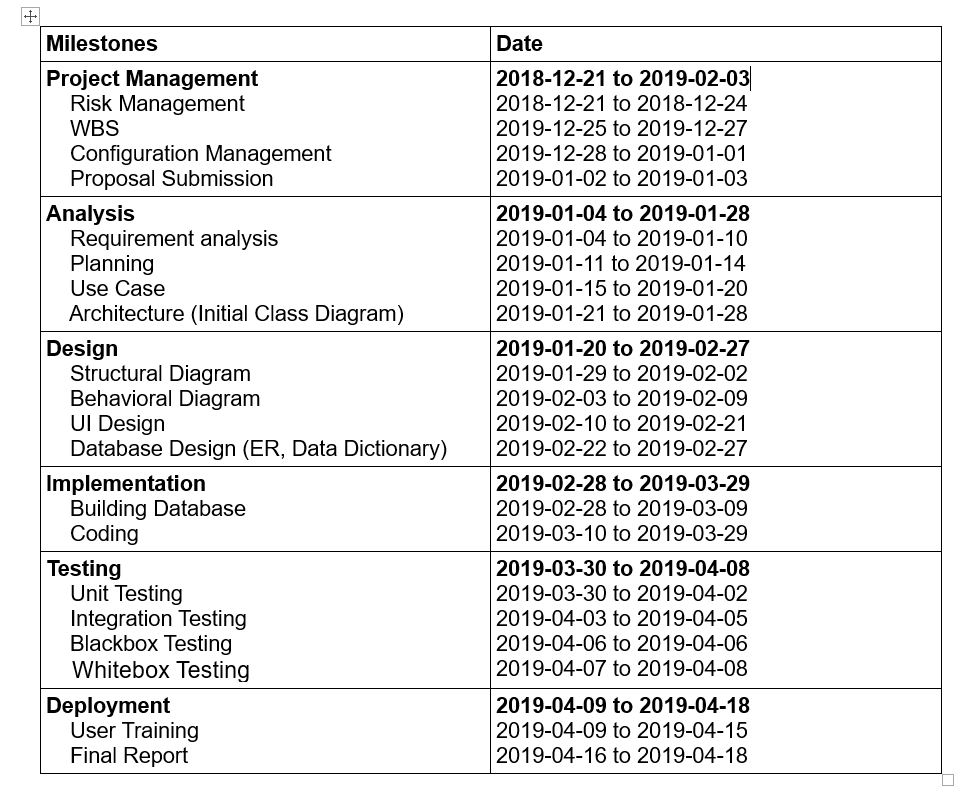 Milestones Date
Project Management 2018-12-21 to 2019-02-03
Risk Management 2018-12-21 to 2018-12-24
WBS 2019-12-25 to 2019-12-27
Configuration Management 2019-12-28 to 2019-01-01
Proposal Submission 2019-01-02 to 2019-01-03
Analysis 2019-01-04 to 2019-01-28
Requirement analysis 2019-01-04 to 2019-01-10
Planning 2019-01-11 to 2019-01-14
Use Case 2019-01-15 to 2019-01-20
Architecture (Initial Class Diagram) 2019-01-21 to 2019-01-28
Design 2019-01-20 to 2019-02-27
Structural Diagram 2019-01-29 to 2019-02-02
Behavioral Diagram 2019-02-03 to 2019-02-09
UI Design 2019-02-10 to 2019-02-21
Database Design (ER, Data Dictionary) 2019-02-22 to 2019-02-27
Implementation 2019-02-28 to 2019-03-29
Building Database 2019-02-28 to 2019-03-09
Coding 2019-03-10 to 2019-03-29
Testing 2019-03-30 to 2019-04-08
Unit Testing 2019-03-30 to 2019-04-02
Integration Testing 2019-04-03 to 2019-04-05
Blackbox Testing 2019-04-06 to 2019-04-06
Whitebox Testing 2019-04-07 to 2019-04-08
Deployment 2019-04-09 to 2019-04-18
User Training 2019-04-09 to 2019-04-15
Final Report 2019-04-16 to 2019-04-18